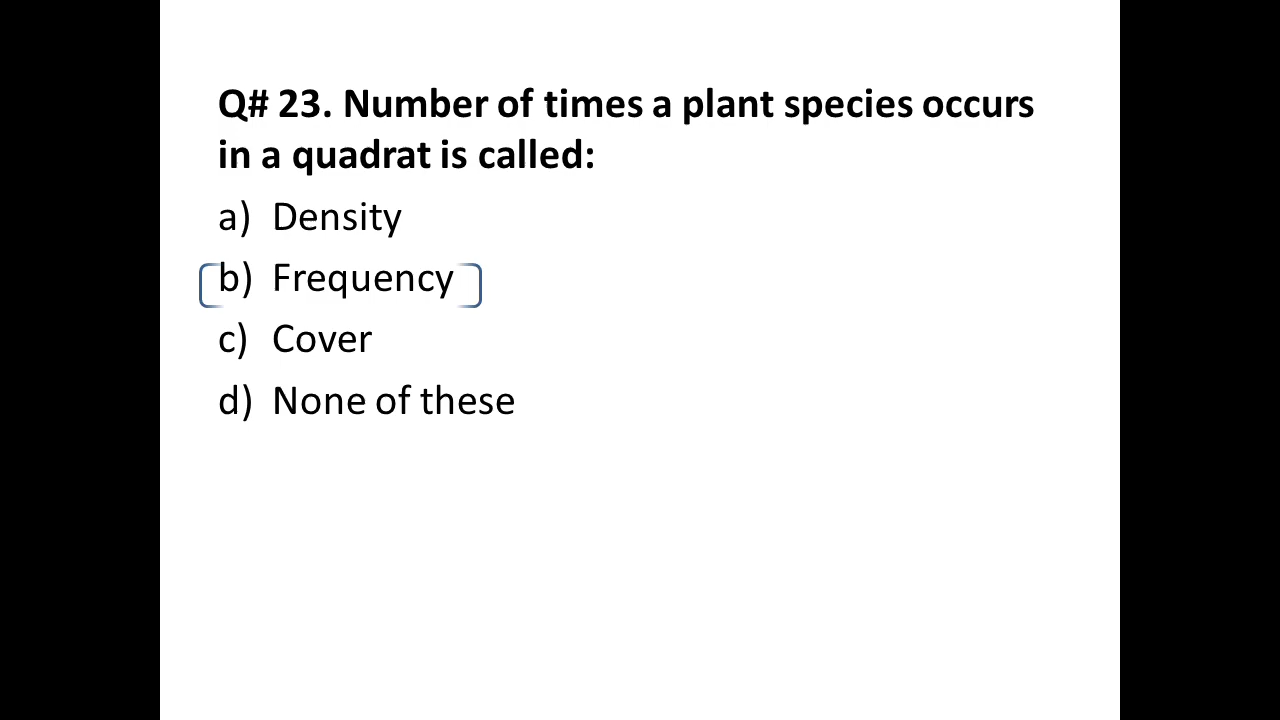 Q# 23. Number of times a plant species occurs
in a quadrat is called:
a) Density
b) Frequency
c) Cover
d) None of these